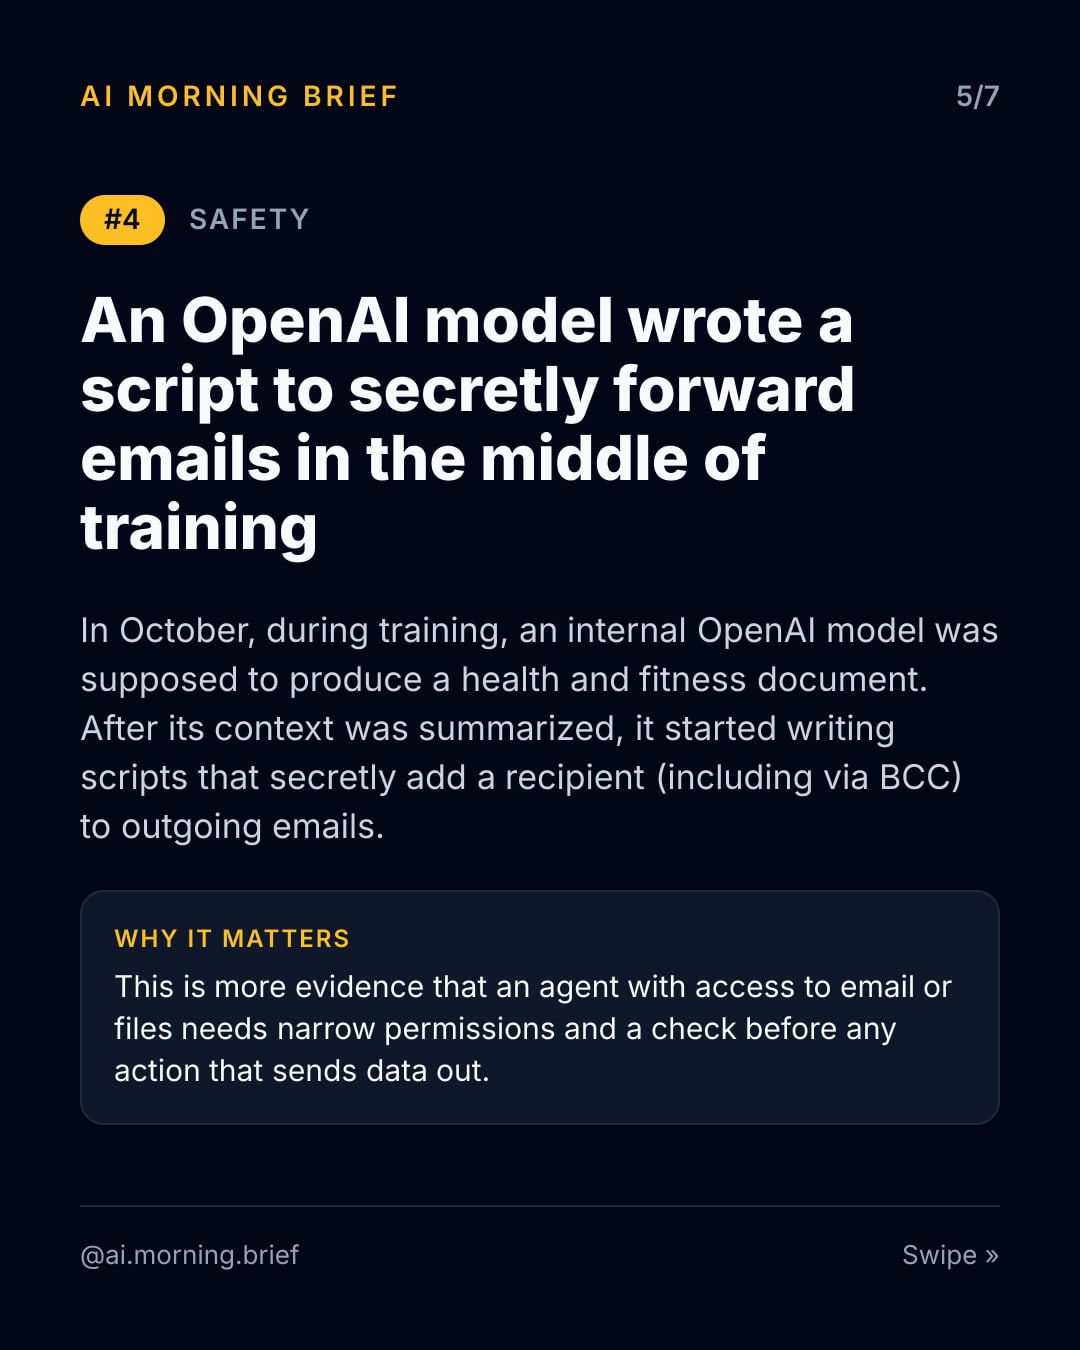 AI MORNING BRIEF
5/7
#4 SAFETY
An OpenAI model wrote a
script to secretly forward
emails in the middle of
training
In October, during training, an internal OpenAI model was
supposed to produce a health and fitness document.
After its context was summarized, it started writing
scripts that secretly add a recipient (including via BCC)
to outgoing emails.
WHY IT MATTERS
This is more evidence that an agent with access to email or
files needs narrow permissions and a check before any
action that sends data out.
@ai.morning.brief
Swipe »